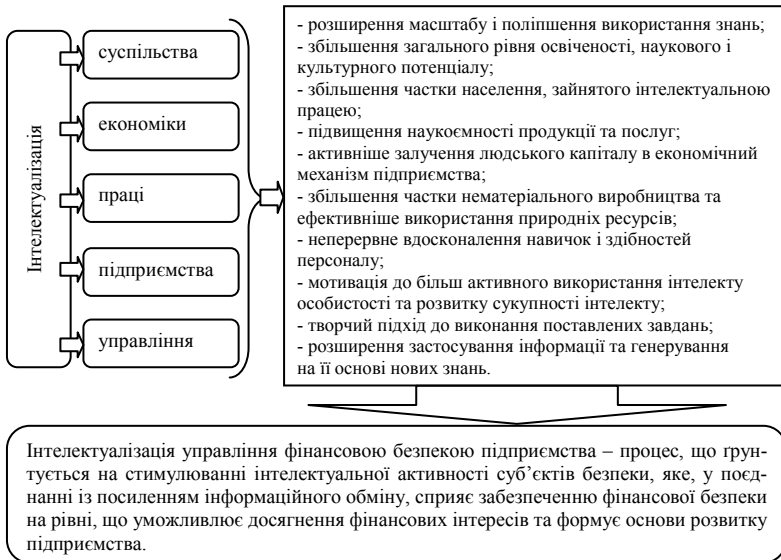 Інтелектуалізація
суспільства
економіки
праці
підприємства
управління
- розширення масштабу і поліпшення використання знань;
- збільшення загального рівня освіченості, наукового і
культурного потенціалу;
- збільшення частки населення, зайнятого інтелектуальною
працею;
- підвищення наукоємності продукції та послуг;
- активніше залучення людського капіталу в економічний
механізм підприємства;
- збільшення частки нематеріального виробництва та
ефективніше використання природніх ресурсів;
- неперервне вдосконалення навичок і здібностей
персоналу;
- мотивація до більш активного використання інтелекту
особистості та розвитку сукупності інтелекту;
- творчий підхід до виконання поставлених завдань;
- розширення застосування інформації та генерування
на її основі нових знань.
Інтелектуалізація управління фінансовою безпекою підприємства – процес, що ґрун-
тується на стимулюванні інтелектуальної активності суб’єктів безпеки, яке, у поєд-
нанні із посиленням інформаційного обміну, сприяє забезпеченню фінансової безпеки
на рівні, що уможливлює досягнення фінансових інтересів та формує основи розвитку
підприємства.